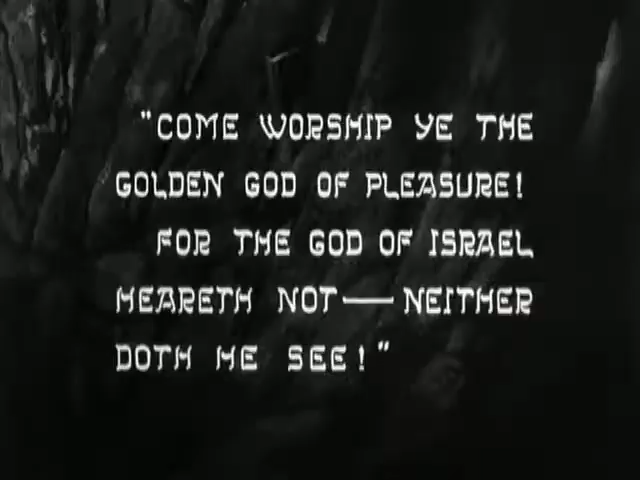 "COME WORSHIP YE THE
GOLDEN GOD OF PLEASURE!
FOR THE GOD OF ISRAEL
HEARETH NOT—NEITHER
DOTH HE SEE!"